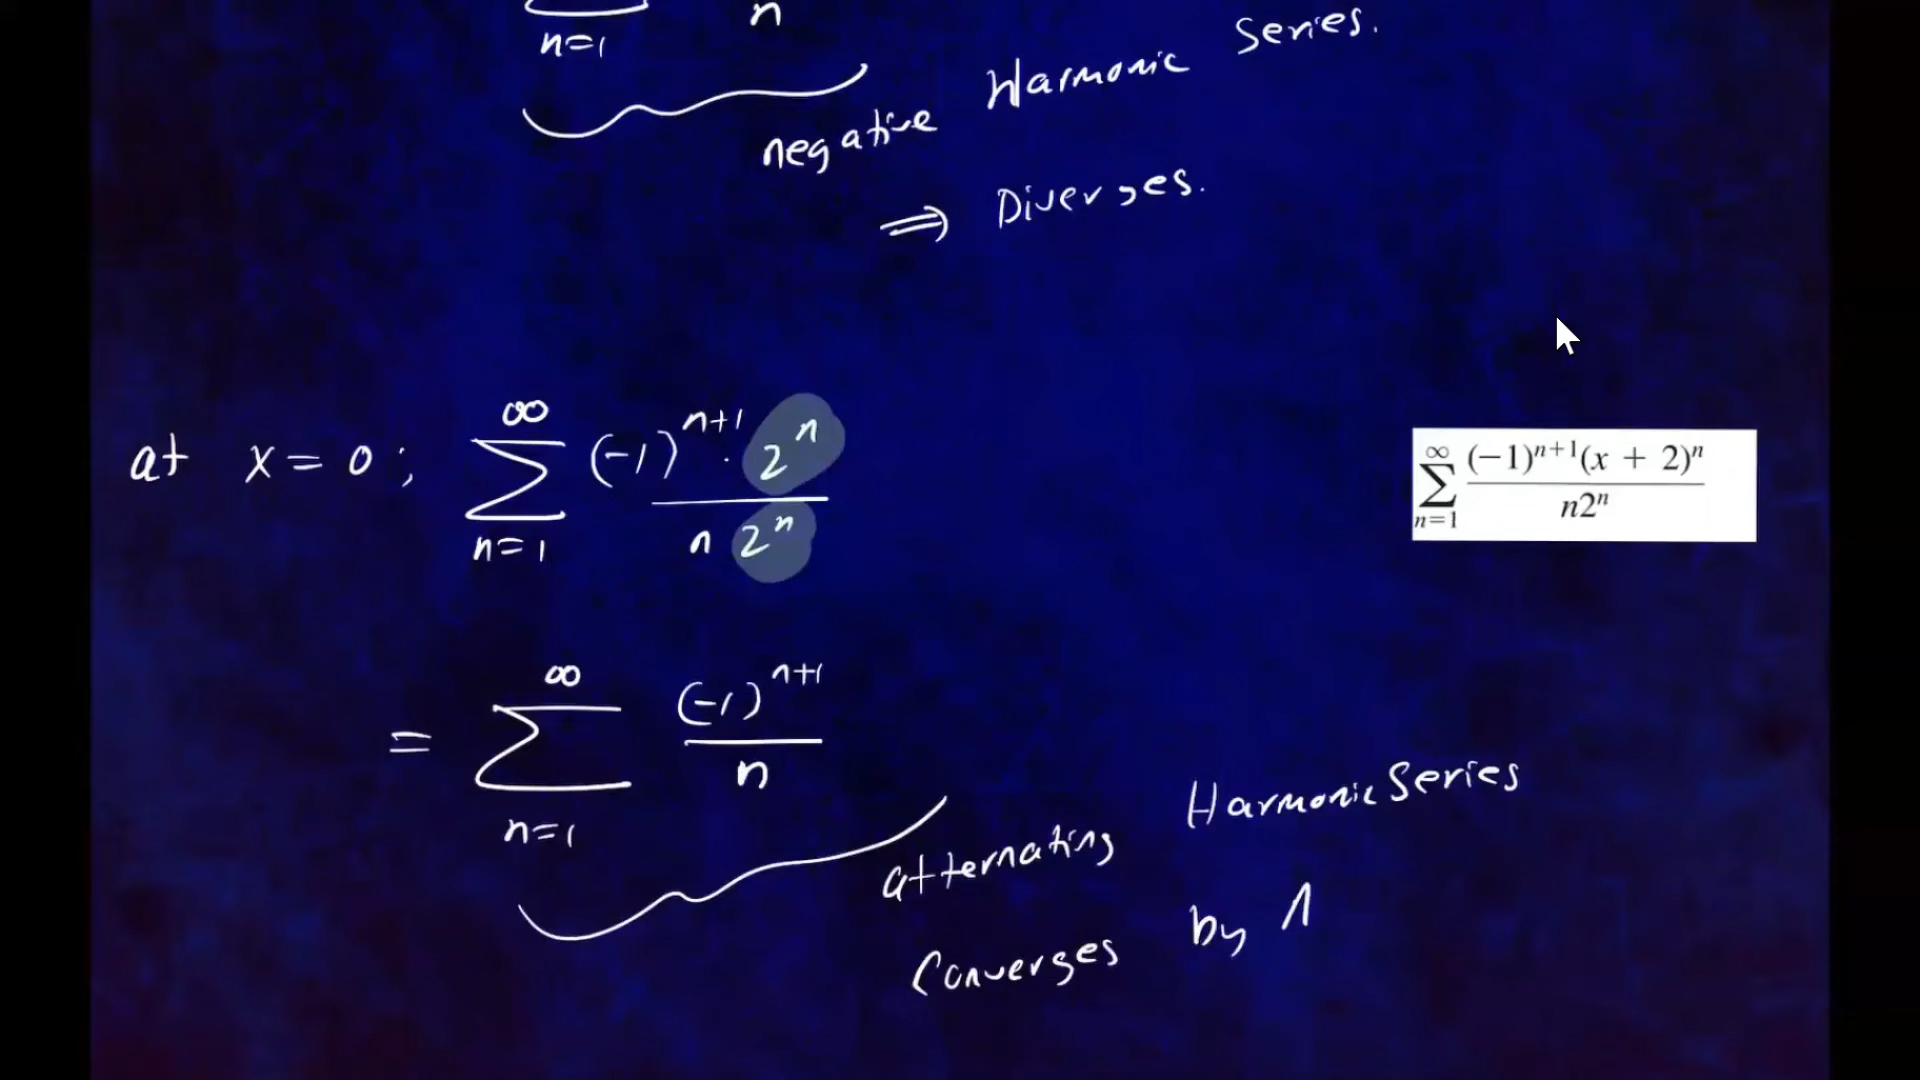 n=1 n
negative Harmonic Series.
⇒ Diverges.
at x = 0 ; ∞ ∑ n=1 (-1)^{n+1} · 2^n / n 2^n
∞ ∑ n=1 (-1)^{n+1}(x + 2)^n / n2^n
= ∞ ∑ n=1 (-1)^{n+1} / n
alternating Harmonic Series
Converges by